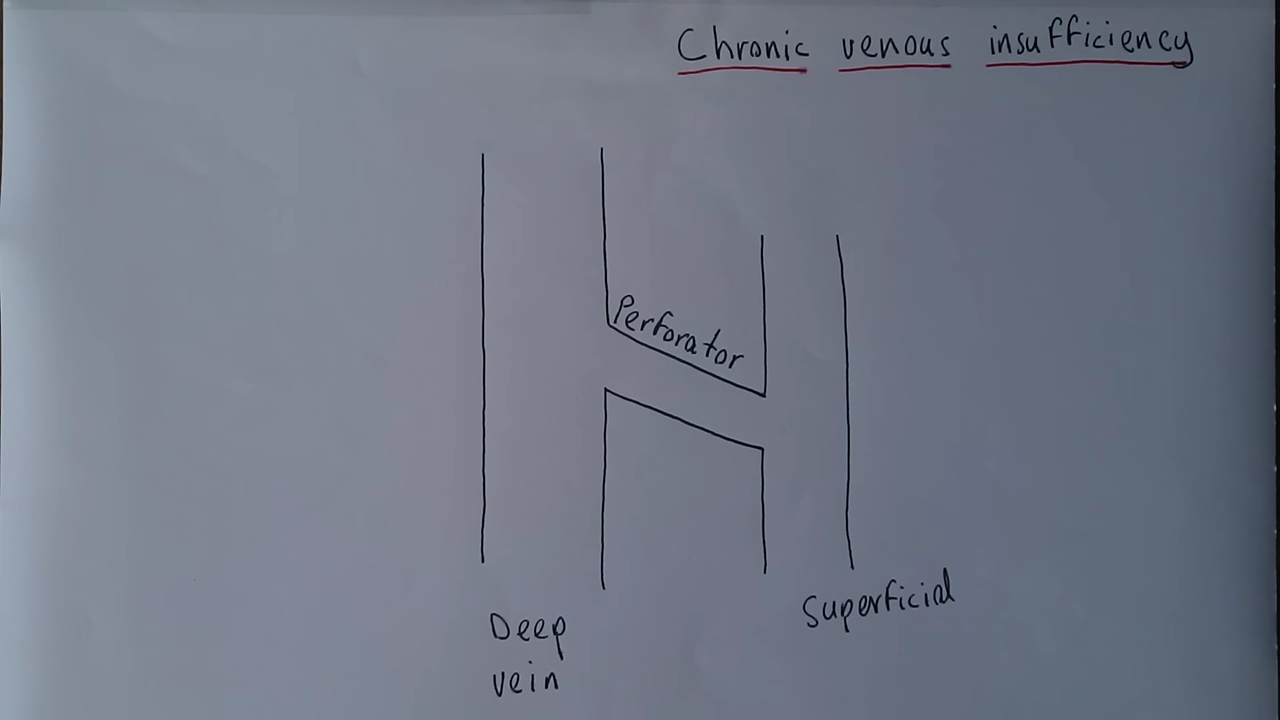 Chronic venous insufficiency
Perforator
Superficial
Deep
vein